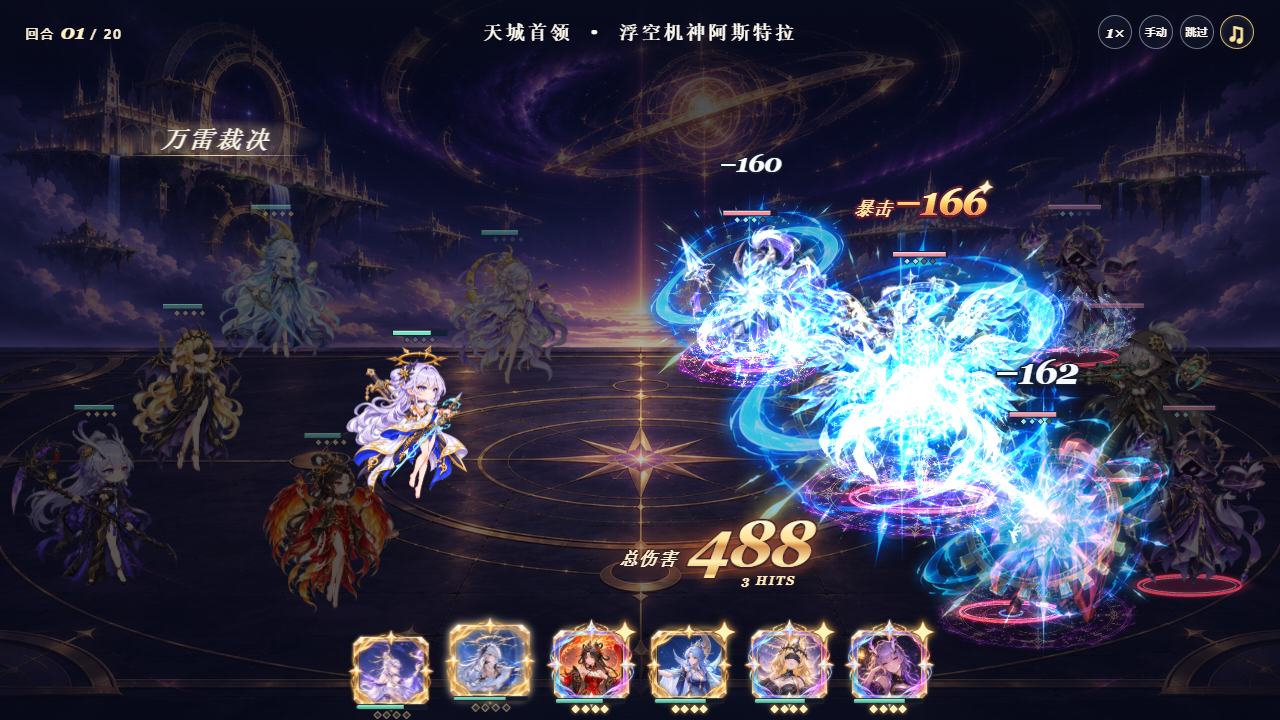 回合 01 / 20
天城首领 · 浮空机神阿斯特拉
1×
手动
跳过
万雷裁决
-160
暴击-166
-162
总伤害 488
3 HITS